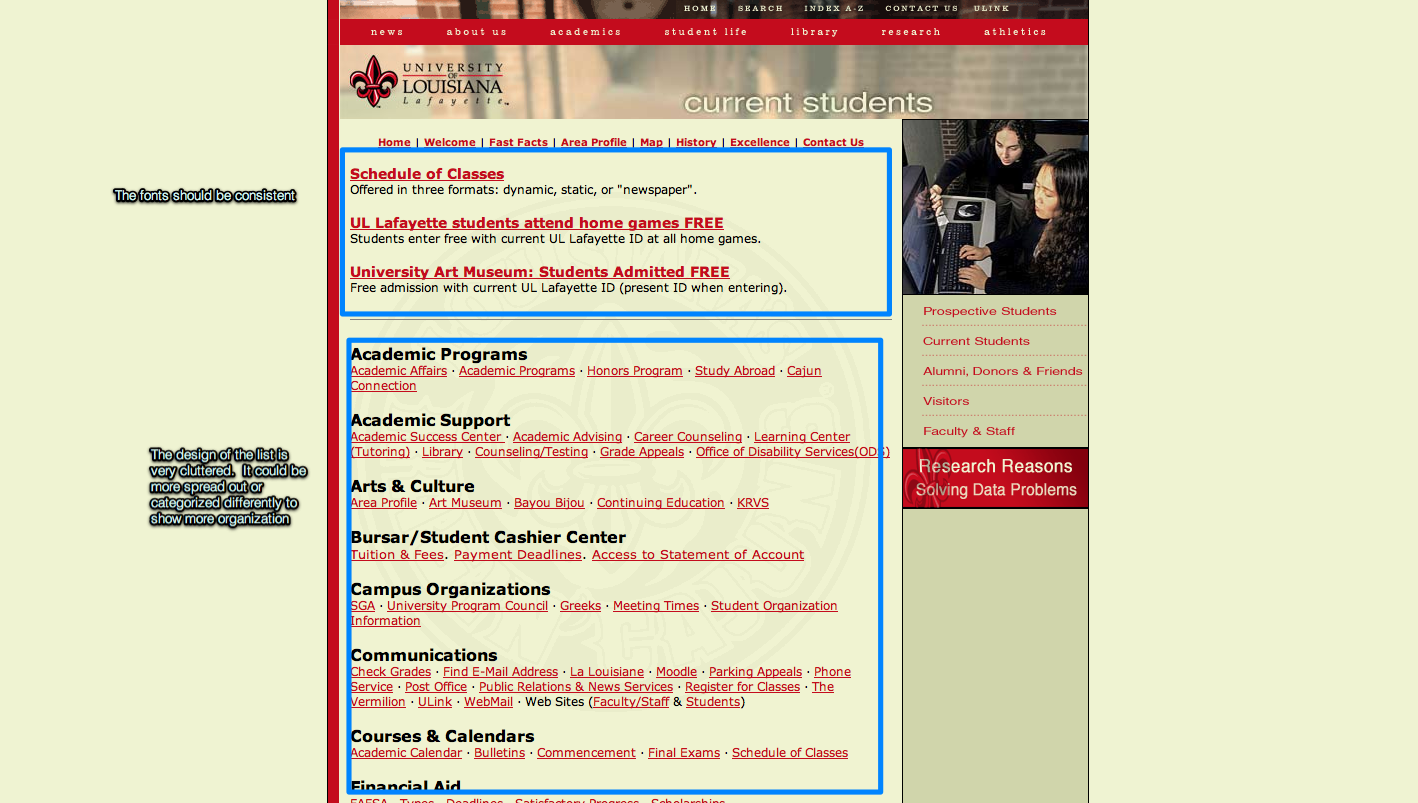 HOME SEARCH INDEX A-Z CONTACT US ULINK
news about us academics student life library research athletics
UNIVERSITY
OF
LOUISIANA
Lafayette™
current students
Home | Welcome | Fast Facts | Area Profile | Map | History | Excellence | Contact Us
The fonts should be consistent
Schedule of Classes
Offered in three formats: dynamic, static, or "newspaper".
UL Lafayette students attend home games FREE
Students enter free with current UL Lafayette ID at all home games.
University Art Museum: Students Admitted FREE
Free admission with current UL Lafayette ID (present ID when entering).
The design of the list is
very cluttered. It could be
more spread out or
categorized differently to
show more organization
Academic Programs
Academic Affairs · Academic Programs · Honors Program · Study Abroad · Cajun
Connection
Academic Support
Academic Success Center · Academic Advising · Career Counseling · Learning Center
(Tutoring) · Library · Counseling/Testing · Grade Appeals · Office of Disability Services(ODS)
Arts & Culture
Area Profile · Art Museum · Bayou Bijou · Continuing Education · KRVS
Bursar/Student Cashier Center
Tuition & Fees. Payment Deadlines. Access to Statement of Account
Campus Organizations
SGA · University Program Council · Greeks · Meeting Times · Student Organization
Information
Communications
Check Grades · Find E-Mail Address · La Louisiane · Moodle · Parking Appeals · Phone
Service · Post Office · Public Relations & News Services · Register for Classes · The
Vermilion · ULink · WebMail · Web Sites (Faculty/Staff & Students)
Courses & Calendars
Academic Calendar · Bulletins · Commencement · Final Exams · Schedule of Classes
Financial Aid
FAFSA · Types · Deadlines · Satisfactory Progress · Scholarships
Prospective Students
Current Students
Alumni, Donors & Friends
Visitors
Faculty & Staff
Research Reasons
Solving Data Problems